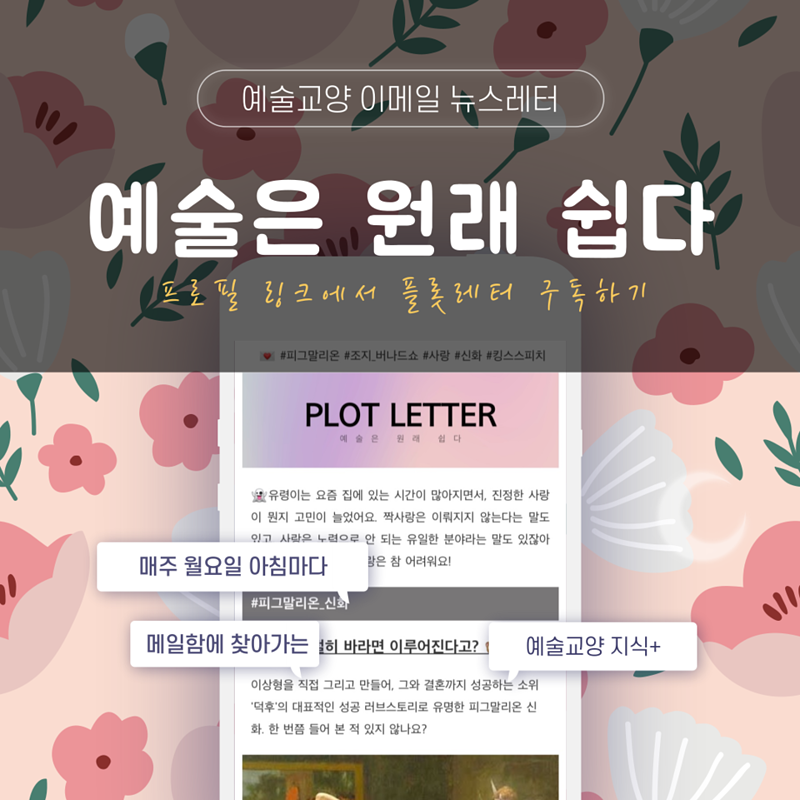 예술교양 이메일 뉴스레터
예술은 원래 쉽다
프로필 링크에서 플롯레터 구독하기
#피그말리온 #조지_버나드쇼 #사랑 #신화 #킹스스피치
PLOT LETTER
예술은 원래 쉽다
유령이는 요즘 집에 있는 시간이 많아지면서, 진정한 사랑
이 뭔지 고민이 늘었어요. 짝사랑은 이뤄지지 않는다는 말도
있고, 사랑은 노력으로 안 되는 유일한 분야라는 말도 있잖아
은 참 어려워요!
매주 월요일 아침마다
#피그말리온_신화
메일함에 찾아가는
히 바라면 이루어진다고?
예술교양 지식+
이상형을 직접 그리고 만들어, 그와 결혼까지 성공하는 소위
'덕후'의 대표적인 성공 러브스토리로 유명한 피그말리온 신
화. 한 번쯤 들어 본 적 있지 않나요?